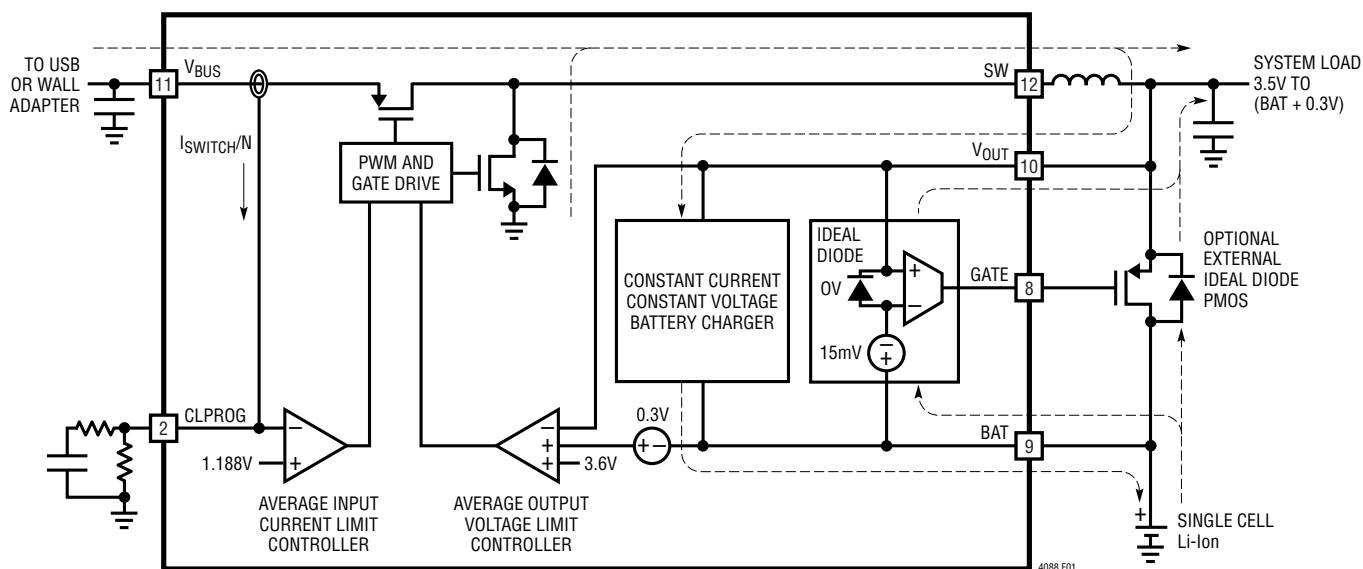 TO USB
OR WALL
ADAPTER
11
VBUS
SW
12
SYSTEM LOAD
3.5V TO
(BAT + 0.3V)
ISWITCH/N
PWM AND
GATE DRIVE
VOUT
10
CONSTANT CURRENT
CONSTANT VOLTAGE
BATTERY CHARGER
IDEAL
DIODE
0V
+
−
15mV
−
+
GATE
8
OPTIONAL
EXTERNAL
IDEAL DIODE
PMOS
2
CLPROG
−
1.188V
+
AVERAGE INPUT
CURRENT LIMIT
CONTROLLER
−
+
+
3.6V
AVERAGE OUTPUT
VOLTAGE LIMIT
CONTROLLER
0.3V
+ −
BAT
9
+
SINGLE CELL
Li-Ion
4088 F01